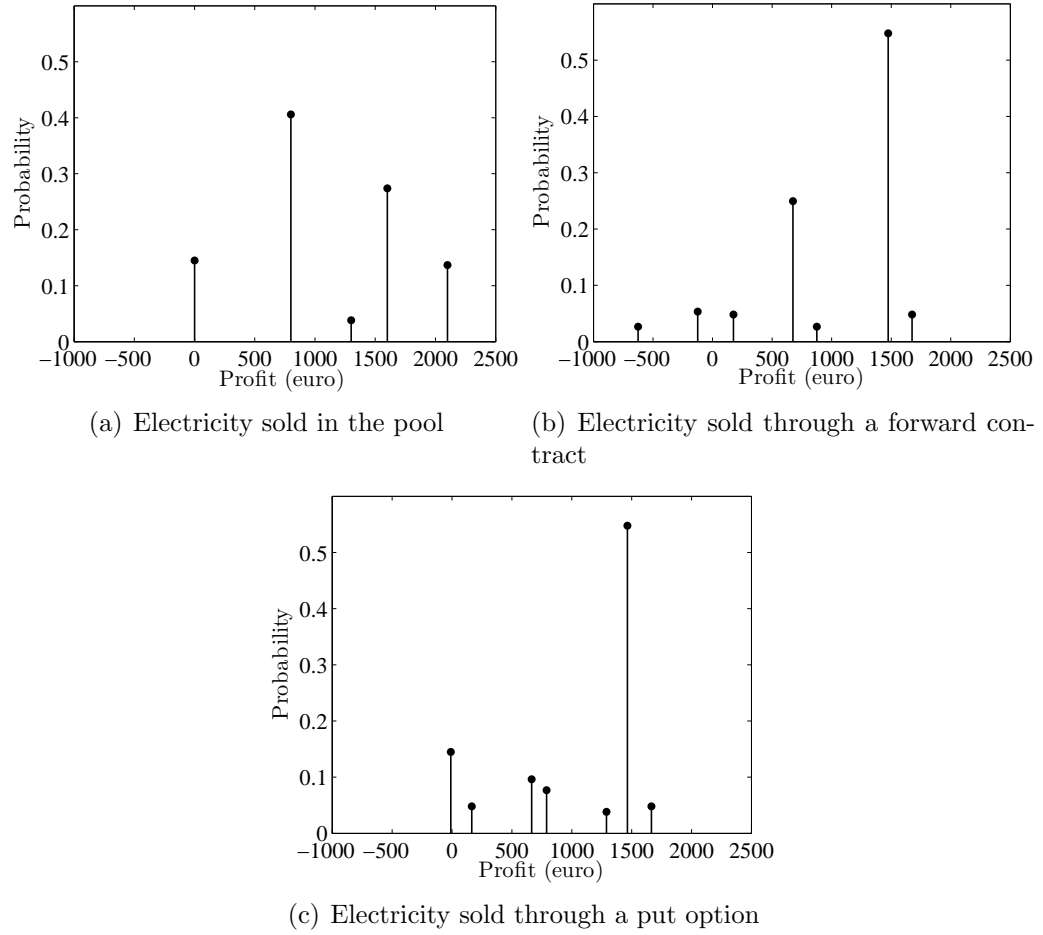 0.5
0.4
0.3
0.2
0.1
0
Probability
−1000 −500 0 500 1000 1500 2000 2500
Profit (euro)
(a) Electricity sold in the pool
0.5
0.4
0.3
0.2
0.1
0
Probability
−1000 −500 0 500 1000 1500 2000 2500
Profit (euro)
(b) Electricity sold through a forward con-
tract
0.5
0.4
0.3
0.2
0.1
0
Probability
−1000 −500 0 500 1000 1500 2000 2500
Profit (euro)
(c) Electricity sold through a put option